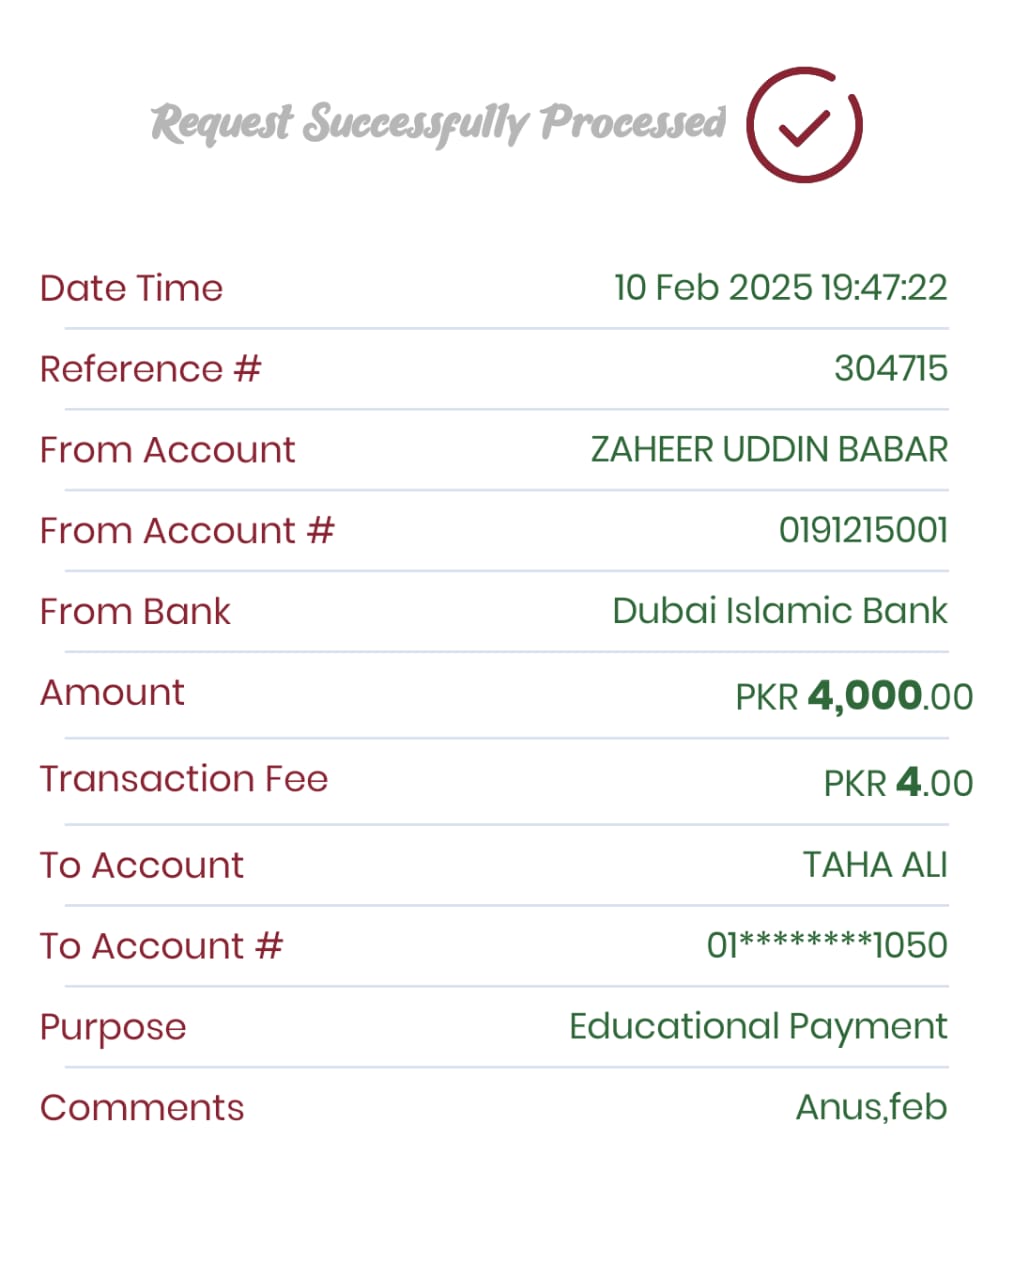 Request Successfully Processed
Date Time 10 Feb 2025 19:47:22
Reference # 304715
From Account ZAHEER UDDIN BABAR
From Account # 0191215001
From Bank Dubai Islamic Bank
Amount PKR 4,000.00
Transaction Fee PKR 4.00
To Account TAHA ALI
To Account # 01********1050
Purpose Educational Payment
Comments Anus,feb